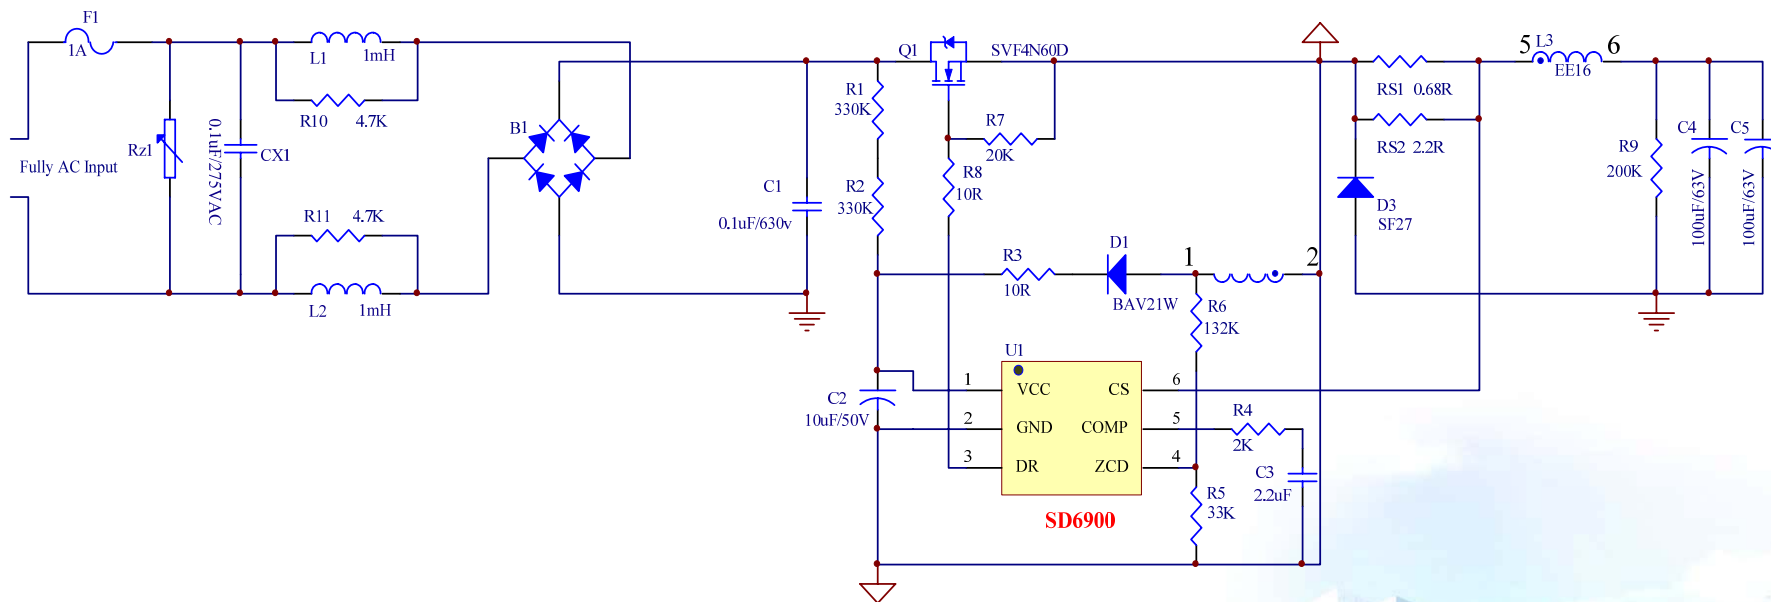 F1
1A
L1 1mH
R10 4.7K
Rz1
0.1uF/275VAC
CX1
Fully AC Input
R11 4.7K
L2 1mH
B1
C1
0.1uF/630v
Q1 SVF4N60D
R1
330K
R2
330K
R7
20K
R8
10R
R3
10R
D1
BAV21W
1 2
R6
132K
U1
C2
10uF/50V
1 VCC CS 6
2 GND COMP 5
3 DR ZCD 4
SD6900
R4
2K
C3
2.2uF
R5
33K
RS1 0.68R
RS2 2.2R
D3
SF27
5 L3 6
EE16
R9
200K
C4
100uF/63V
C5
100uF/63V